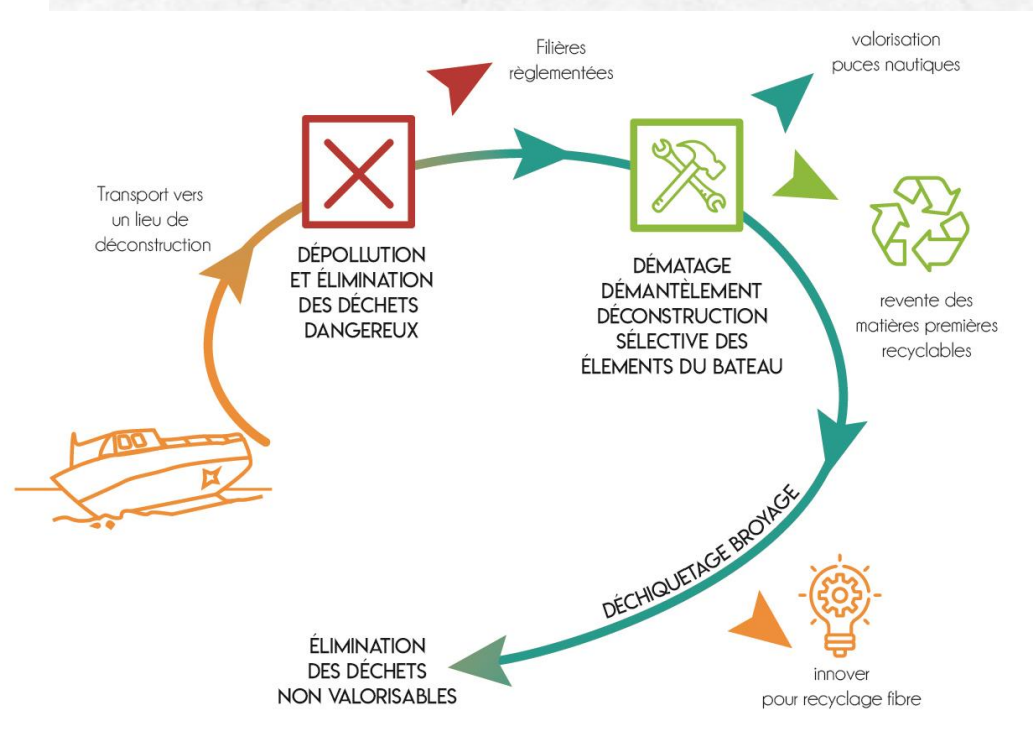 Filières
règlementées
valorisation
puces nautiques
Transport vers
un lieu de
déconstruction
DÉPOLLUTION
ET ÉLIMINATION
DES DÉCHETS
DANGEREUX
DÉMATAGE
DÉMANTÈLEMENT
DÉCONSTRUCTION
SÉLECTIVE DES
ÉLEMENTS DU BATEAU
revente des
matières premières
recyclables
DÉCHIQUETAGE BROYAGE
innover
pour recyclage fibre
ÉLIMINATION
DES DÉCHETS
NON VALORISABLES